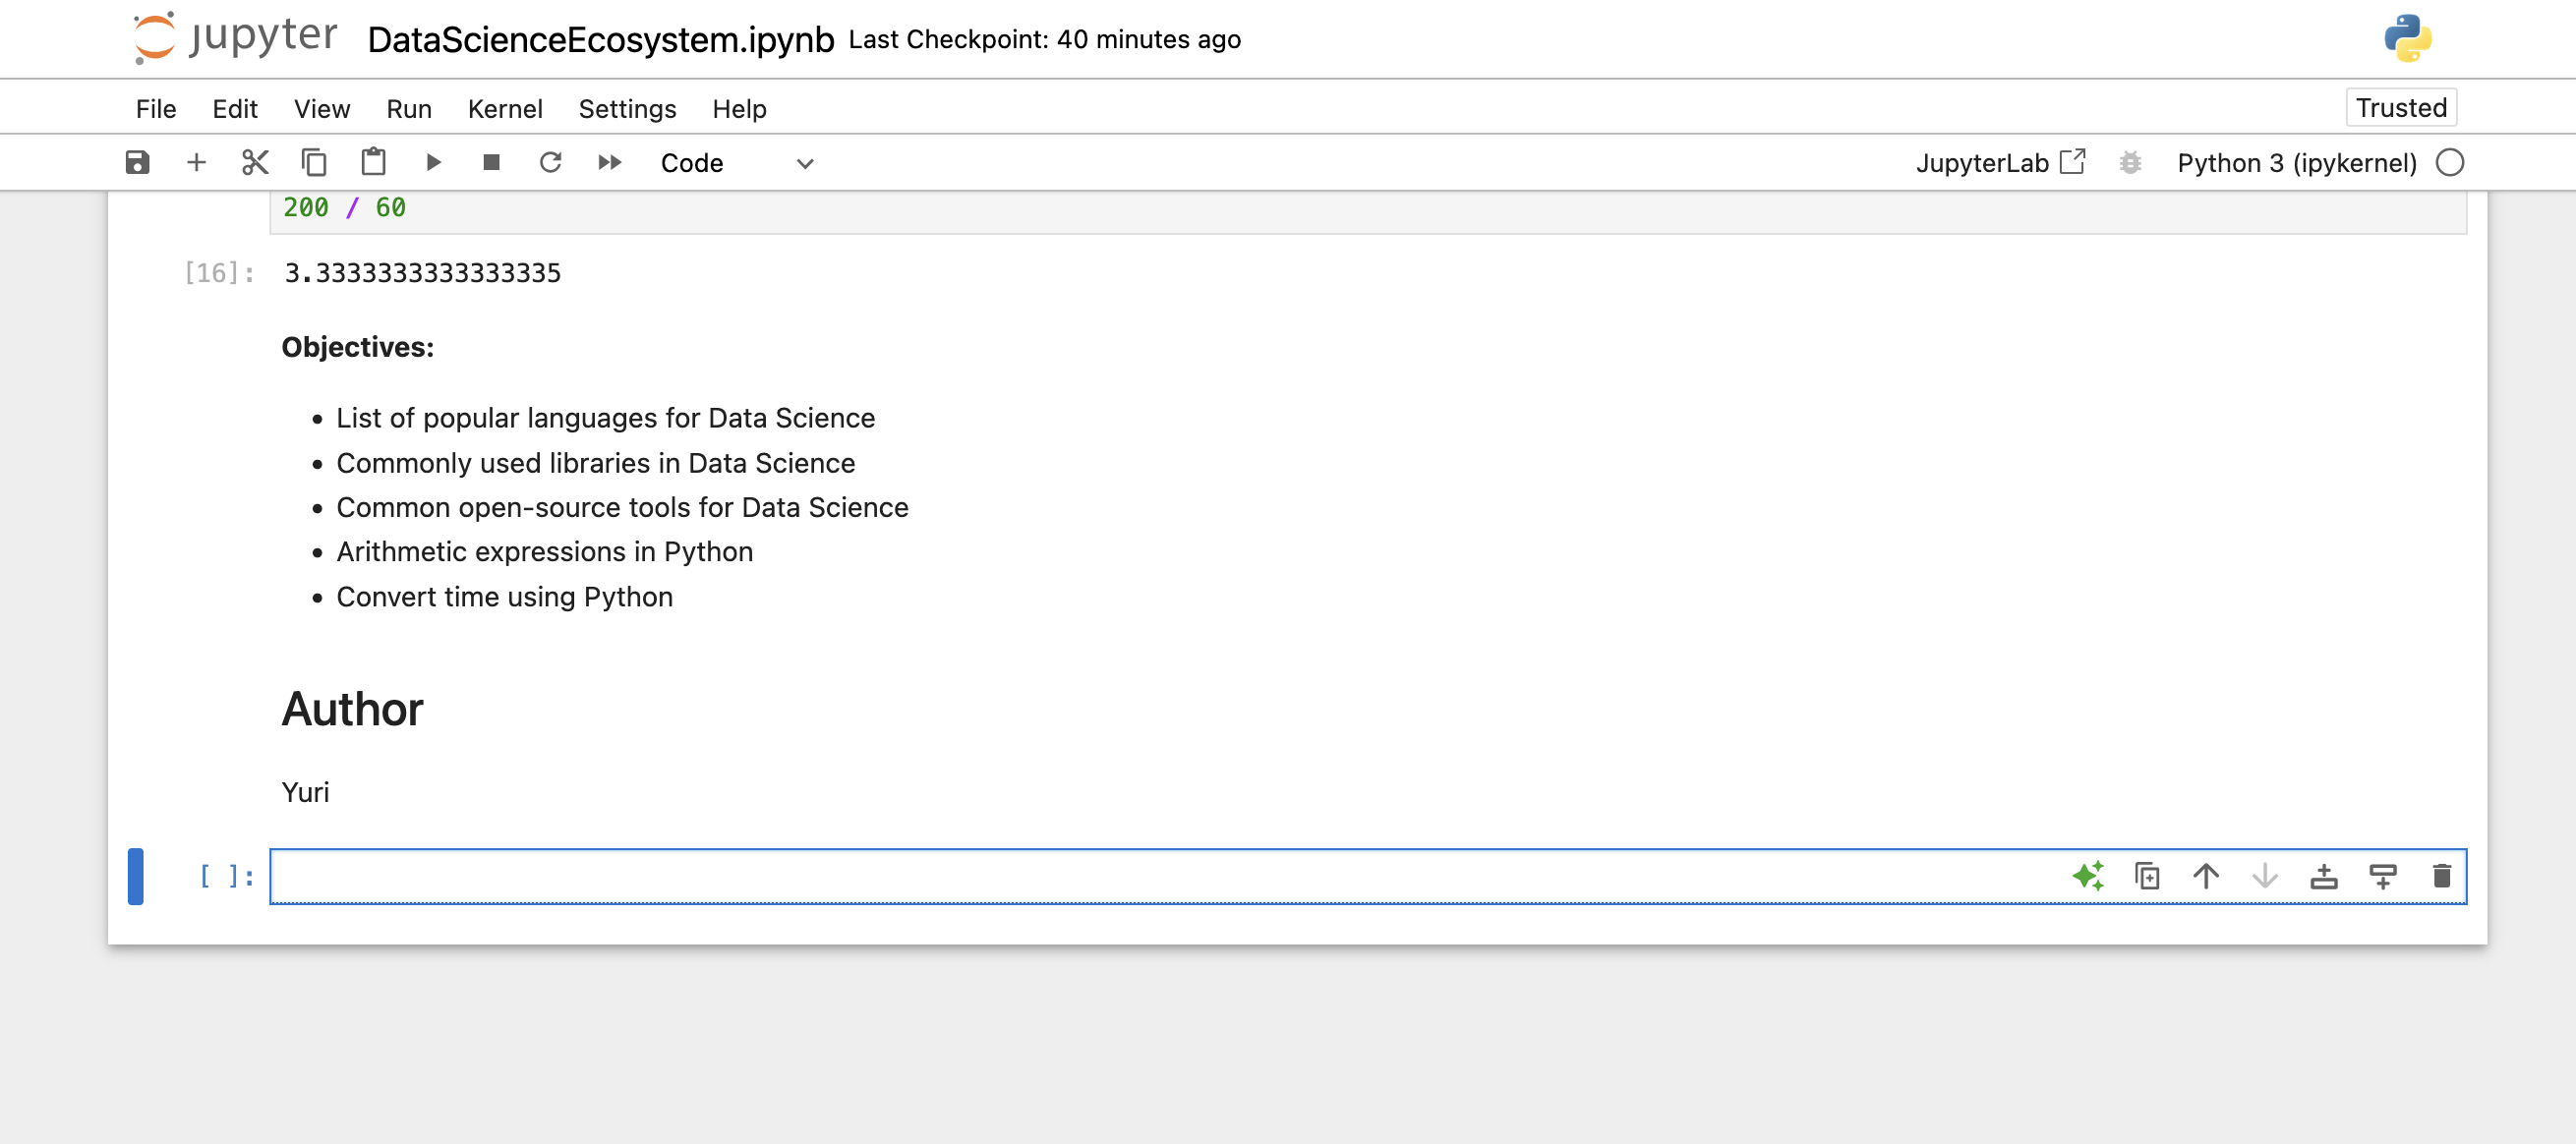 jupyter DataScienceEcosystem.ipynb Last Checkpoint: 40 minutes ago
File Edit View Run Kernel Settings Help Trusted
Code JupyterLab Python 3 (ipykernel)
200 / 60
[16]: 3.3333333333333335
Objectives:
• List of popular languages for Data Science
• Commonly used libraries in Data Science
• Common open-source tools for Data Science
• Arithmetic expressions in Python
• Convert time using Python
Author
Yuri
[ ]: